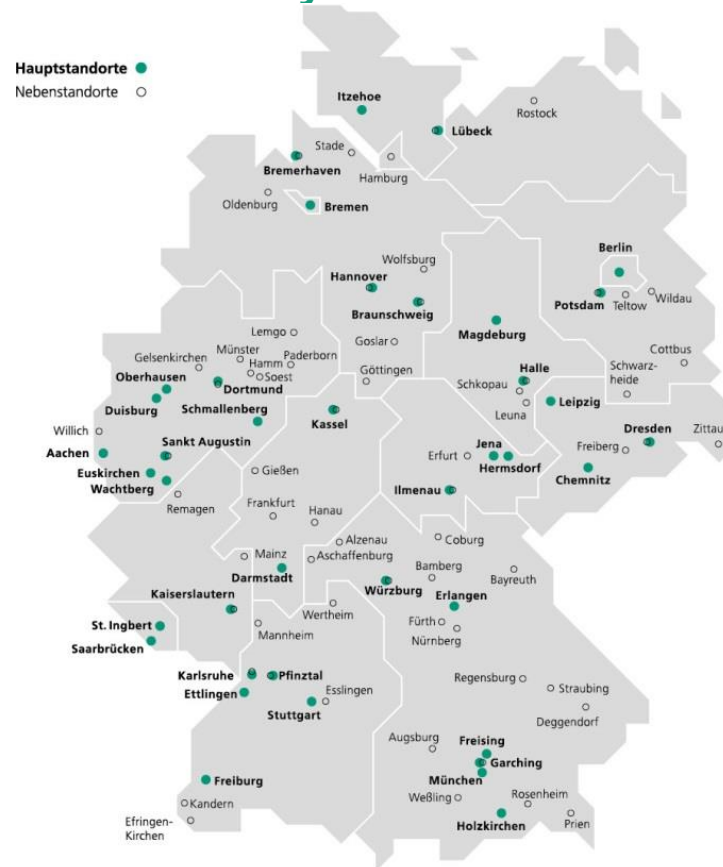 Hauptstandorte
Nebenstandorte
Itzehoe
Rostock
Lübeck
Stade
Bremerhaven
Hamburg
Oldenburg
Bremen
Berlin
Wolfsburg
Hannover
Potsdam
Teltow
Wildau
Braunschweig
Magdeburg
Lemgo
Goslar
Münster
Gelsenkirchen
Hamm
Paderborn
Cottbus
Oberhausen
Soest
Göttingen
Halle
Schwarz-
heide
Dortmund
Schkopau
Duisburg
Schmallenberg
Kassel
Leuna
Leipzig
Willich
Dresden
Zittau
Aachen
Sankt Augustin
Jena
Freiberg
Erfurt
Hermsdorf
Euskirchen
Gießen
Chemnitz
Wachtberg
Ilmenau
Remagen
Frankfurt
Hanau
Alzenau
Coburg
Mainz
Aschaffenburg
Bamberg
Darmstadt
Bayreuth
Kaiserslautern
Würzburg
Erlangen
Wertheim
St. Ingbert
Fürth
Mannheim
Nürnberg
Saarbrücken
Karlsruhe
Pfinztal
Regensburg
Ettlingen
Esslingen
Straubing
Stuttgart
Deggendorf
Augsburg
Freising
Garching
Freiburg
München
Weßling
Rosenheim
Kandern
Efringen-
Kirchen
Holzkirchen
Prien